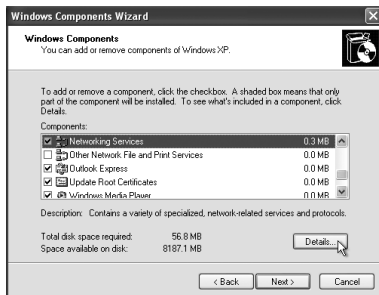 Windows Components Wizard
Windows Components
You can add or remove components of Windows XP.
To add or remove a component, click the checkbox. A shaded box means that only
part of the component will be installed. To see what's included in a component, click
Details.
Components:
Networking Services 0.3 MB
Other Network File and Print Services 0.0 MB
Outlook Express 0.0 MB
Update Root Certificates 0.0 MB
Windows Media Player 0.0 MB
Description: Contains a variety of specialized, network-related services and protocols.
Total disk space required: 56.8 MB
Space available on disk: 8187.1 MB
Details...
< Back Next > Cancel